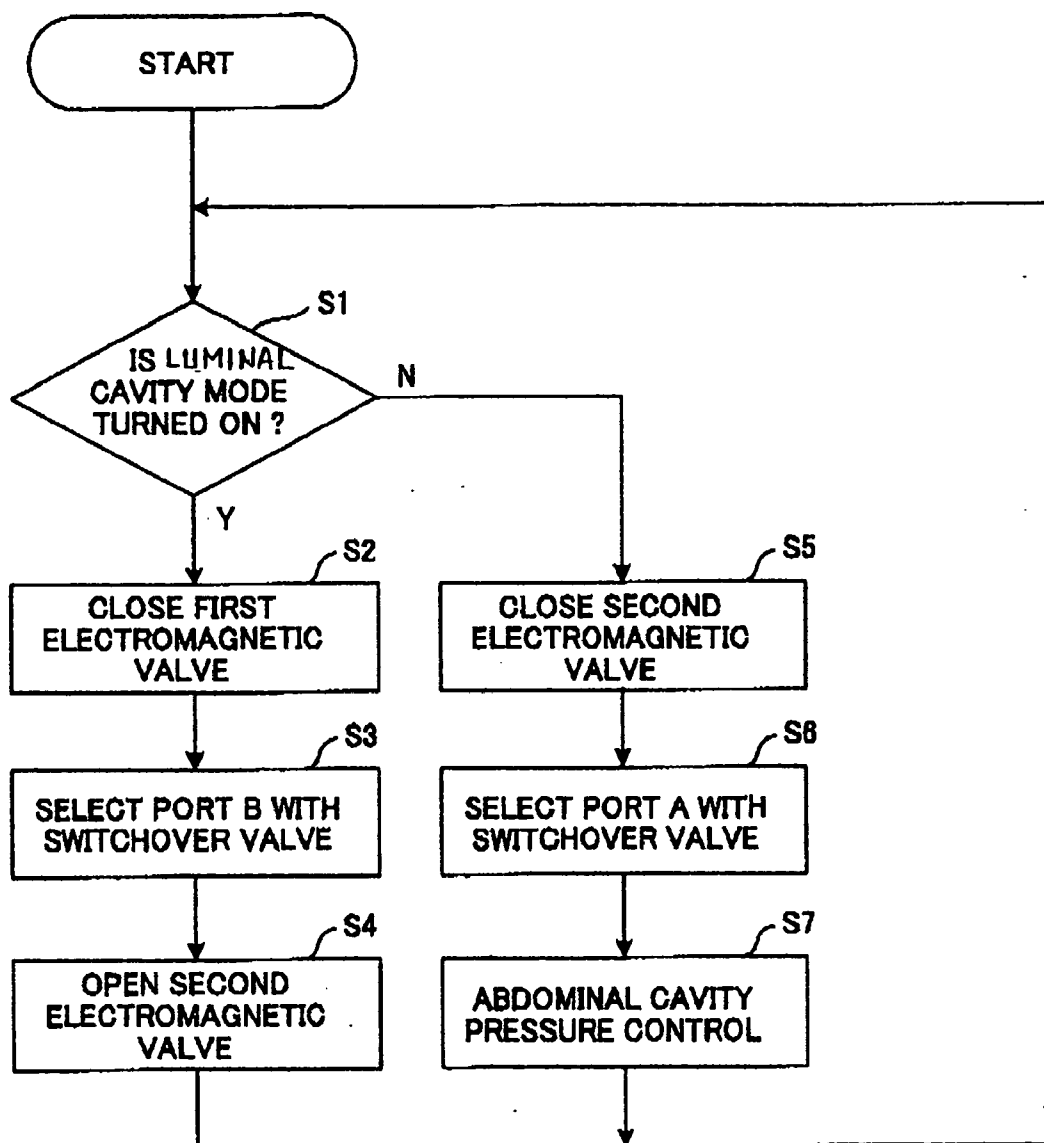 START
S1
IS LUMINAL
CAVITY MODE
TURNED ON ?
N
Y
S2
CLOSE FIRST
ELECTROMAGNETIC
VALVE
S5
CLOSE SECOND
ELECTROMAGNETIC
VALVE
S3
SELECT PORT B WITH
SWITCHOVER VALVE
S6
SELECT PORT A WITH
SWITCHOVER VALVE
S4
OPEN SECOND
ELECTROMAGNETIC
VALVE
S7
ABDOMINAL CAVITY
PRESSURE CONTROL